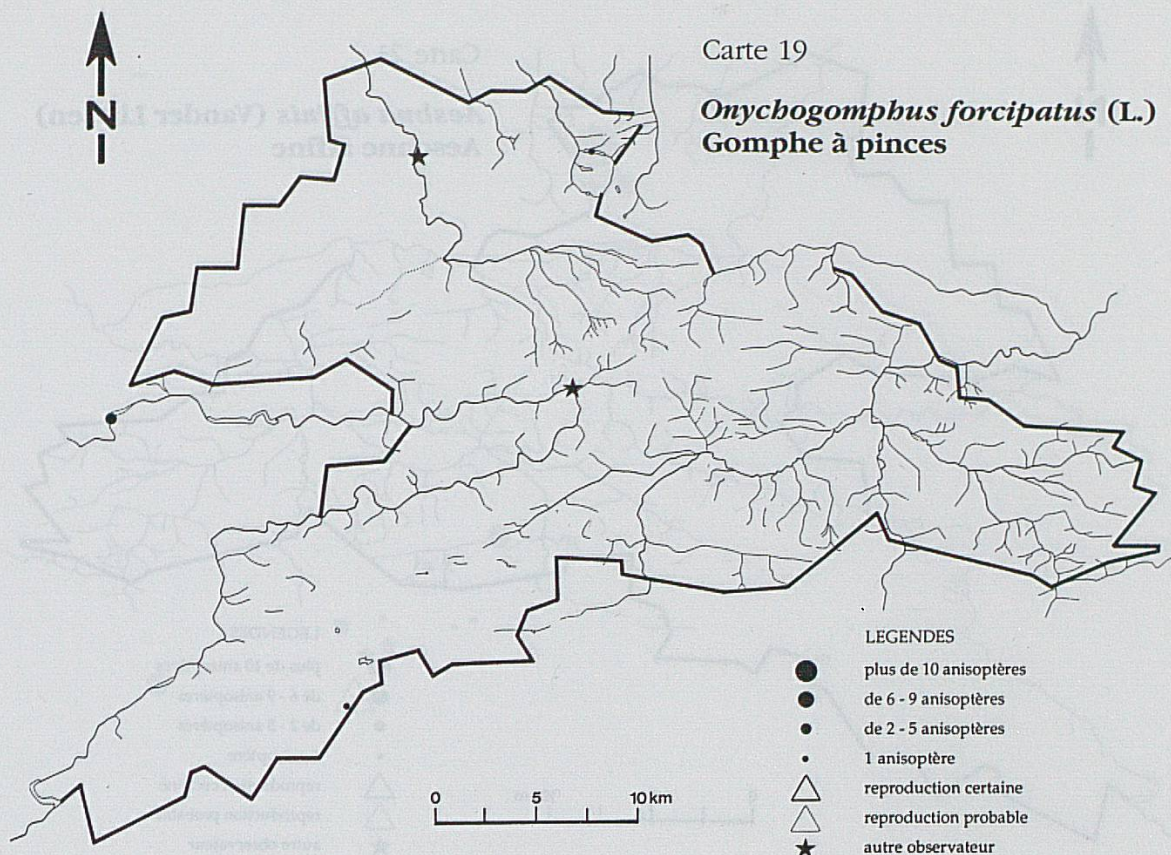 N
Carte 19
Onychogomphus forcipatus (L.)
Gomphe à pinces
LEGENDES
plus de 10 anisoptères
de 6 - 9 anisoptères
de 2 - 5 anisoptères
1 anisoptère
reproduction certaine
reproduction probable
autre observateur
0 5 10 km